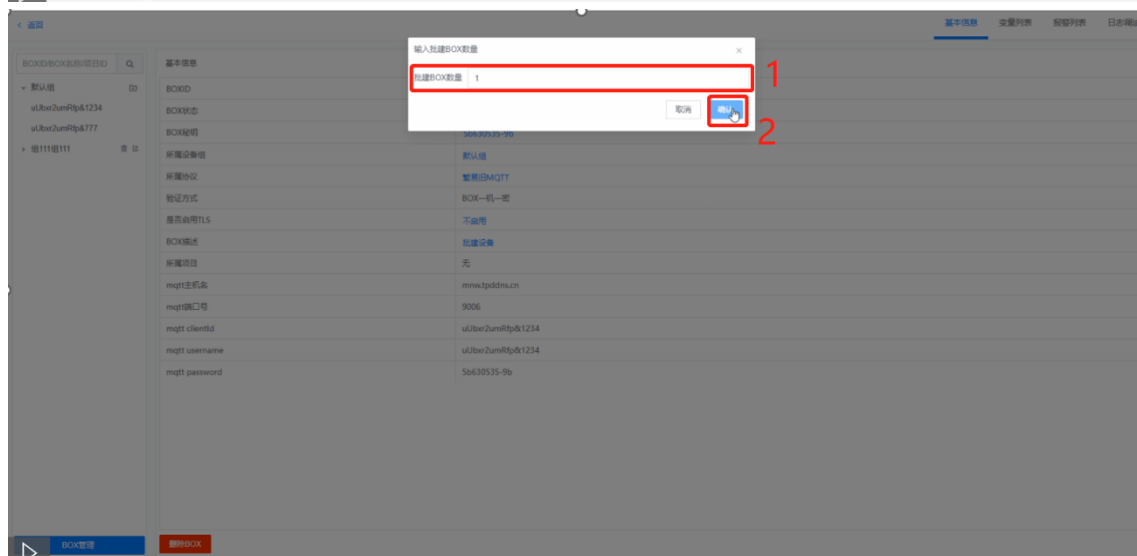 < 返回
基本信息 变量列表 报警列表
输入批建BOX数量 ×
批建BOX数量 1 1
取消 确认 2
BOXID/BOX名称/项目ID
基本信息
默认组
uUbxr2umRfp&1234
uUbxr2umRfp&777
组111组111
BOXID
BOX状态
BOX秘钥 5b630535-9b
所属设备组 默认组
所属协议 繁易旧MQTT
验证方式 BOX一机一密
是否启用TLS 不启用
BOX描述 批建设备
所属项目 无
mqtt主机名 mnw.tpddns.cn
mqtt端口号 9006
mqtt clientId uUbxr2umRfp&1234
mqtt username uUbxr2umRfp&1234
mqtt password 5b630535-9b
BOX管理 删除BOX